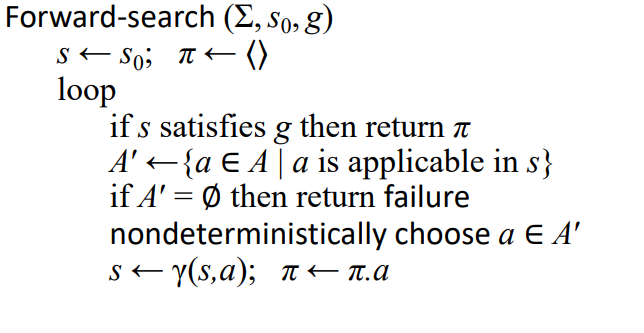 Forward-search (Σ, s₀, g)
s ← s₀; π ← ⟨⟩
loop
if s satisfies g then return π
A′ ←{a ∈ A | a is applicable in s}
if A′ = Ø then return failure
nondeterministically choose a ∈ A′
s ← γ(s,a); π ← π.a